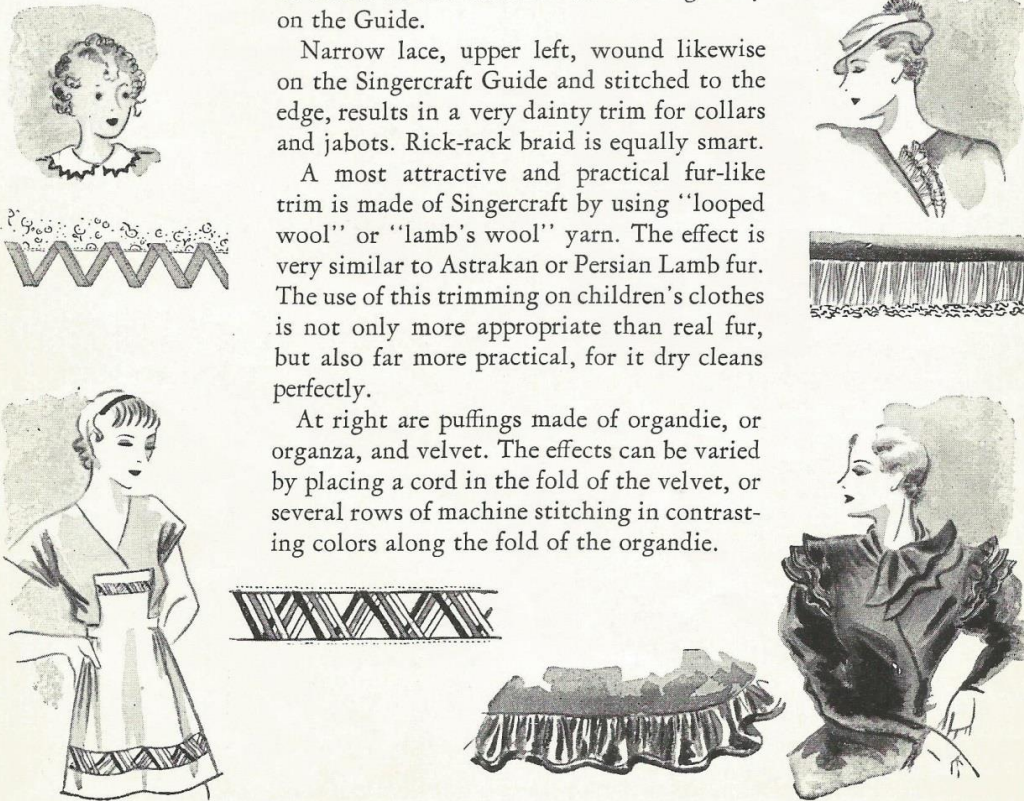 on the Guide.
Narrow lace, upper left, wound likewise
on the Singercraft Guide and stitched to the
edge, results in a very dainty trim for collars
and jabots. Rick-rack braid is equally smart.
A most attractive and practical fur-like
trim is made of Singercraft by using "looped
wool" or "lamb's wool" yarn. The effect is
very similar to Astrakan or Persian Lamb fur.
The use of this trimming on children's clothes
is not only more appropriate than real fur,
but also far more practical, for it dry cleans
perfectly.
At right are puffings made of organdie, or
organza, and velvet. The effects can be varied
by placing a cord in the fold of the velvet, or
several rows of machine stitching in contrast-
ing colors along the fold of the organdie.